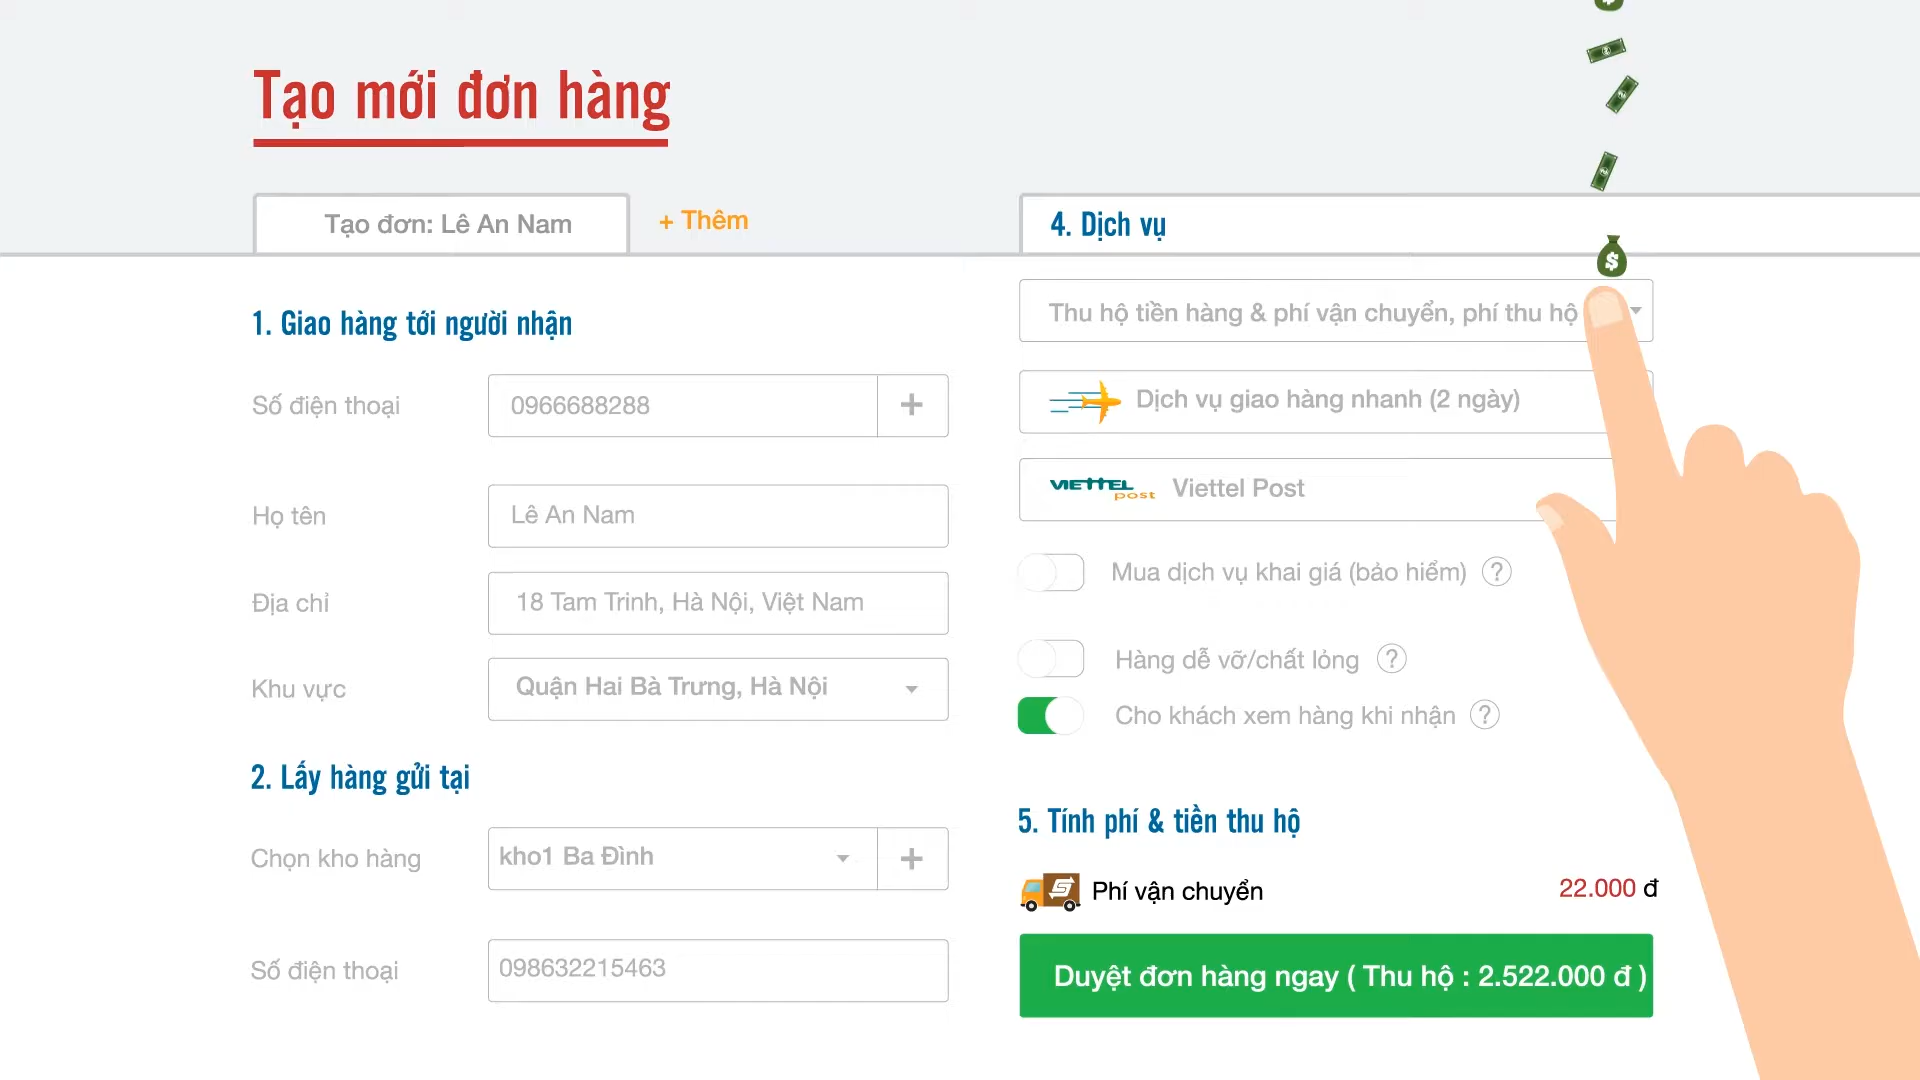 Tạo mới đơn hàng
Tạo đơn: Lê An Nam
+ Thêm
1. Giao hàng tới người nhận
Số điện thoại
0966688288
+
Họ tên
Lê An Nam
Địa chỉ
18 Tam Trinh, Hà Nội, Việt Nam
Khu vực
Quận Hai Bà Trưng, Hà Nội
2. Lấy hàng gửi tại
Chọn kho hàng
kho1 Ba Đình
+
Số điện thoại
098632215463
4. Dịch vụ
Thu hộ tiền hàng & phí vận chuyển, phí thu hộ
Dịch vụ giao hàng nhanh (2 ngày)
VIETTEL post Viettel Post
Mua dịch vụ khai giá (bảo hiểm) ?
Hàng dễ vỡ/chất lỏng ?
Cho khách xem hàng khi nhận ?
5. Tính phí & tiền thu hộ
Phí vận chuyển 22.000 đ
Duyệt đơn hàng ngay ( Thu hộ : 2.522.000 đ )